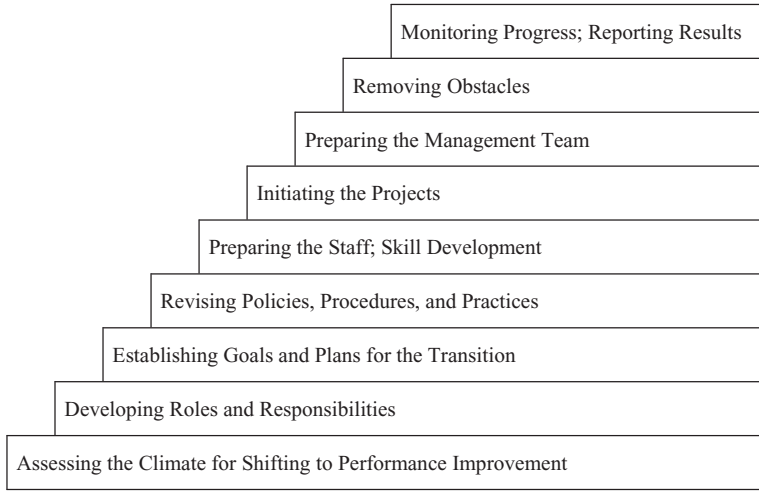 Monitoring Progress; Reporting Results
Removing Obstacles
Preparing the Management Team
Initiating the Projects
Preparing the Staff; Skill Development
Revising Policies, Procedures, and Practices
Establishing Goals and Plans for the Transition
Developing Roles and Responsibilities
Assessing the Climate for Shifting to Performance Improvement